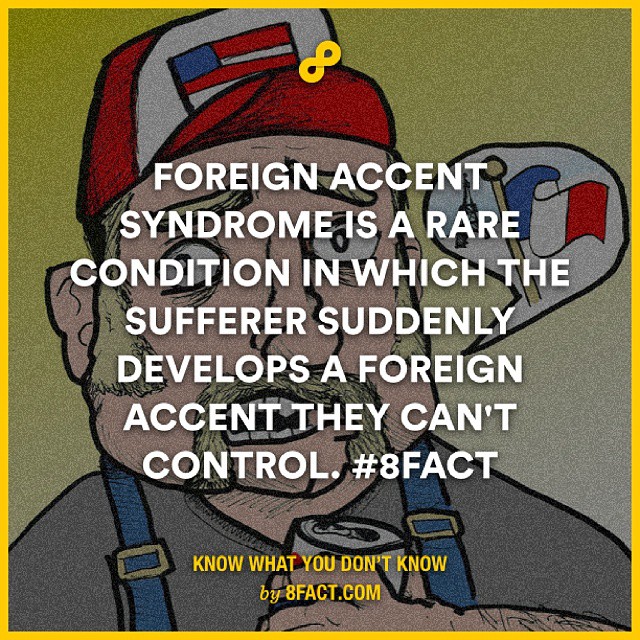 FOREIGN ACCENT
SYNDROME IS A RARE
CONDITION IN WHICH THE
SUFFERER SUDDENLY
DEVELOPS A FOREIGN
ACCENT THEY CAN'T
CONTROL. #8FACT
KNOW WHAT YOU DON'T KNOW
by 8FACT.COM